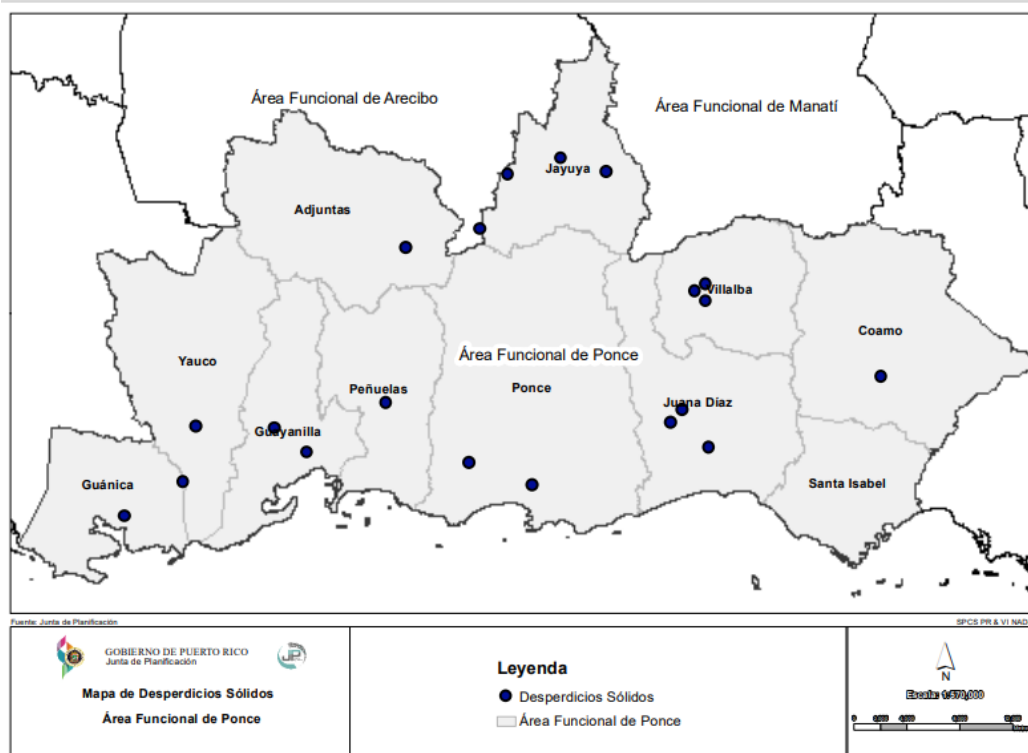 Área Funcional de Arecibo
Área Funcional de Manatí
Jayuya
Adjuntas
Villalba
Coamo
Área Funcional de Ponce
Yauco
Peñuelas
Ponce
Juana Díaz
Guayanilla
Guánica
Santa Isabel
Fuente: Junta de Planificación
SPCS PR & VI NAD
GOBIERNO DE PUERTO RICO
Junta de Planificación
JP
Mapa de Desperdicios Sólidos
Área Funcional de Ponce
Leyenda
Desperdicios Sólidos
Área Funcional de Ponce
N
Escala: 1:570,000
0